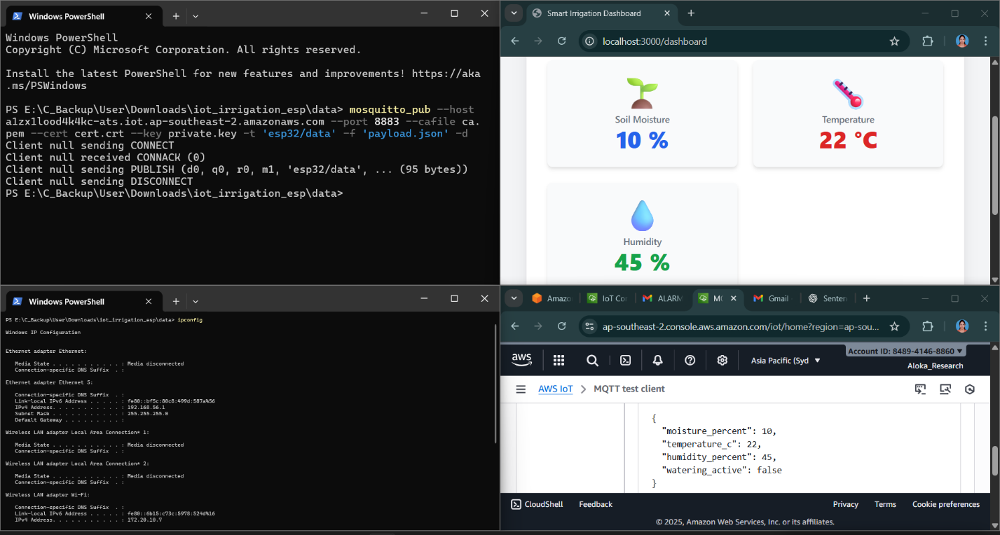 Windows PowerShell
Windows PowerShell
Copyright (C) Microsoft Corporation. All rights reserved.
Install the latest PowerShell for new features and improvements! https://aka
.ms/PSWindows
PS E:\C_Backup\User\Downloads\iot_irrigation_esp\data> mosquitto_pub --host
a1zx1lood4k4kc-ats.iot.ap-southeast-2.amazonaws.com --port 8883 --cafile ca.
pem --cert cert.crt --key private.key -t 'esp32/data' -f 'payload.json' -d
Client null sending CONNECT
Client null received CONNACK (0)
Client null sending PUBLISH (d0, q0, r0, m1, 'esp32/data', ... (95 bytes))
Client null sending DISCONNECT
PS E:\C_Backup\User\Downloads\iot_irrigation_esp\data>
Smart Irrigation Dashboard
localhost:3000/dashboard
Soil Moisture
10 %
Temperature
22 °C
Humidity
45 %
Windows PowerShell
PS E:\C_Backup\User\Downloads\iot_irrigation_esp\data> ipconfig
Windows IP Configuration
Ethernet adapter Ethernet:
Media State . . . . . . . . . . . : Media disconnected
Connection-specific DNS Suffix  . :
Ethernet adapter Ethernet 5:
Connection-specific DNS Suffix  . :
Link-local IPv6 Address . . . . . : fe80::bf5c:80c8:499d:587a%56
IPv4 Address. . . . . . . . . . . : 192.168.56.1
Subnet Mask . . . . . . . . . . . : 255.255.255.0
Default Gateway . . . . . . . . . :
Wireless LAN adapter Local Area Connection* 1:
Media State . . . . . . . . . . . : Media disconnected
Connection-specific DNS Suffix  . :
Wireless LAN adapter Local Area Connection* 2:
Media State . . . . . . . . . . . : Media disconnected
Connection-specific DNS Suffix  . :
Wireless LAN adapter Wi-Fi:
Connection-specific DNS Suffix  . :
Link-local IPv6 Address . . . . . : fe80::6b15:c73c:5978:524d%16
IPv4 Address. . . . . . . . . . . : 172.20.10.7
Amazo IoT Co ALARM MQ Gmail Senten
ap-southeast-2.console.aws.amazon.com/iot/home?region=ap-sou...
aws Asia Pacific (Syd Account ID: 8489-4146-8860
Aloka_Research
AWS IoT > MQTT test client
{
"moisture_percent": 10,
"temperature_c": 22,
"humidity_percent": 45,
"watering_active": false
}
CloudShell Feedback Privacy Terms Cookie preferences
© 2025, Amazon Web Services, Inc. or its affiliates.